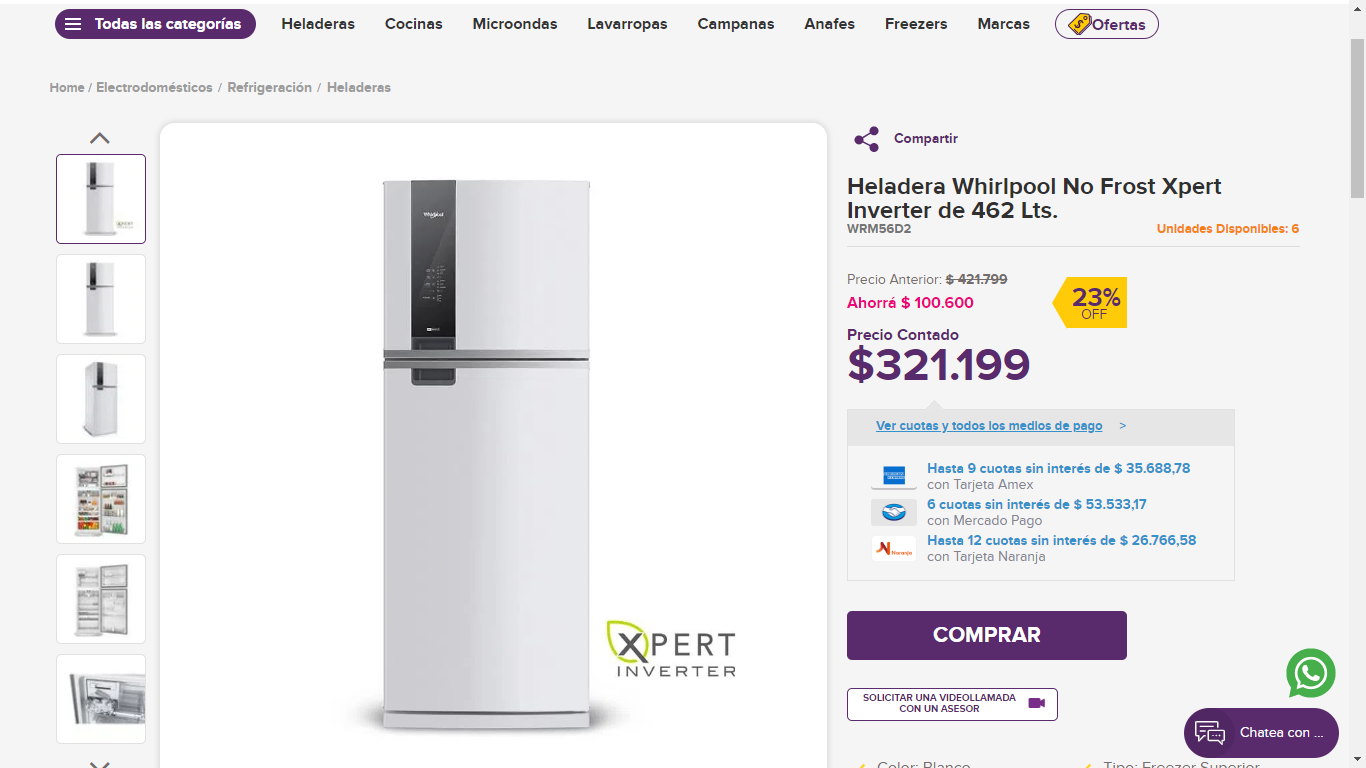 Todas las categorías
Heladeras
Cocinas
Microondas
Lavarropas
Campanas
Anafes
Freezers
Marcas
Ofertas
Home / Electrodomésticos / Refrigeración / Heladeras
Compartir
Heladera Whirlpool No Frost Xpert
Inverter de 462 Lts.
WRM56D2
Unidades Disponibles: 6
Precio Anterior: $ 421.799
Ahorrá $ 100.600
23%
OFF
Precio Contado
$321.199
Ver cuotas y todos los medios de pago >
Hasta 9 cuotas sin interés de $ 35.688,78
con Tarjeta Amex
6 cuotas sin interés de $ 53.533,17
con Mercado Pago
Naranja
Hasta 12 cuotas sin interés de $ 26.766,58
con Tarjeta Naranja
COMPRAR
SOLICITAR UNA VIDEOLLAMADA
CON UN ASESOR
Chatea con ...
Color: Blanco
Tipo: Freezer Superior
Whirlpool
XPERT
INVERTER
XPERT